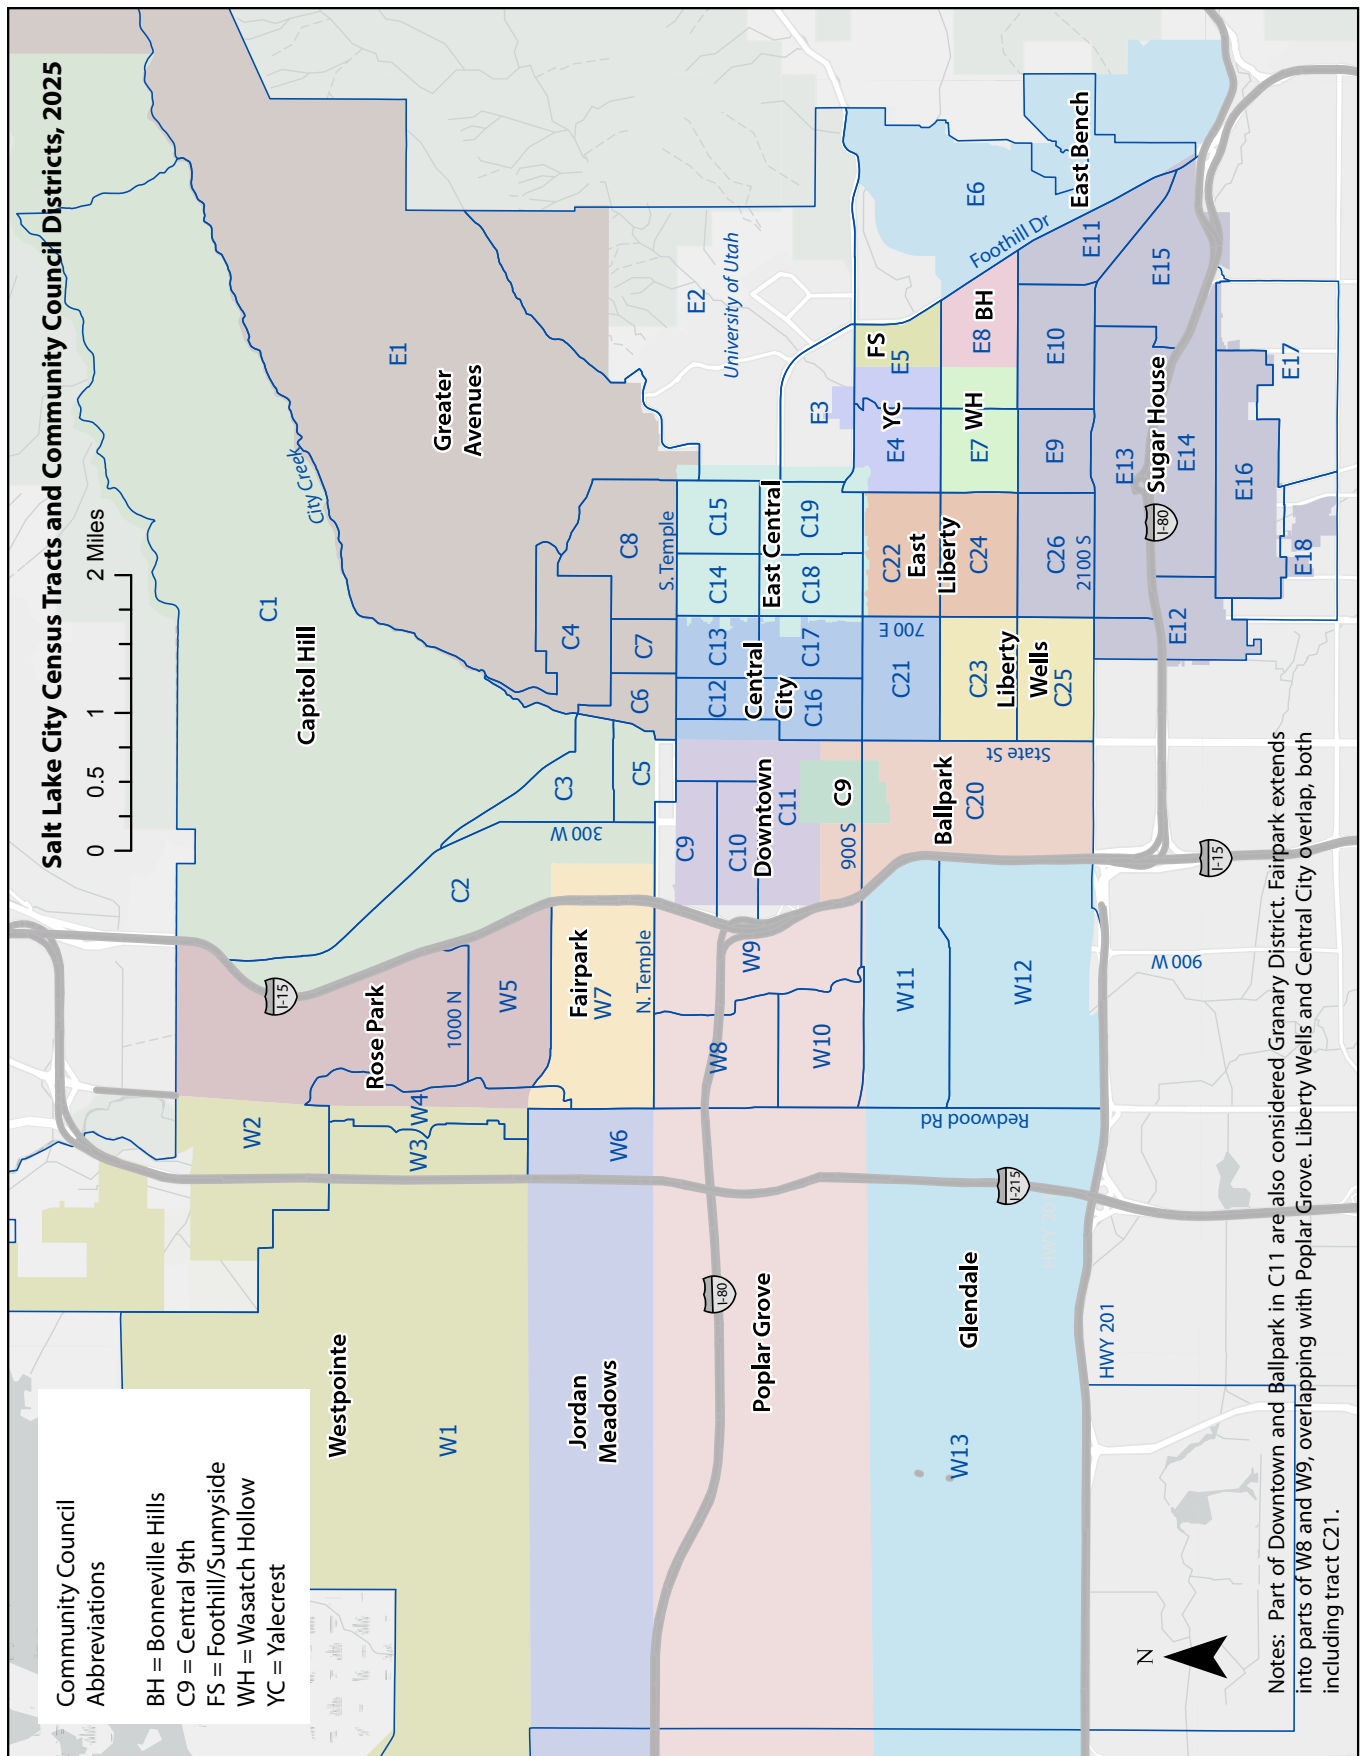 Salt Lake City Census Tracts and Community Council Districts, 2025
0 0.5 1 2 Miles
Community Council
Abbreviations
BH = Bonneville Hills
C9 = Central 9th
FS = Foothill/Sunnyside
WH = Wasatch Hollow
YC = Yalecrest
Capitol Hill
C1
City Creek
E1
Greater
Avenues
Westpointe
W1
W2
W3
W4
Rose Park
1000 N
W5
I-15
C2
C3
300 W
C4
C5
C6
C7
C8
S. Temple
E2
University of Utah
Jordan
Meadows
W6
Fairpark
W7
N. Temple
Poplar Grove
I-80
W8
W9
W10
C9
C10
Downtown
C11
C9
900 S
C12
C13
Central
City
C16
C17
C14
C15
East Central
C18
C19
E3
FS
E5
YC
E4
E6
Foothill Dr
East Bench
Glendale
W13
W11
W12
Redwood Rd
I-215
HWY 20
HWY 201
Ballpark
C20
State St
C21
700 E
C22
East
Liberty
C24
C23
Liberty
Wells
C25
C26
2100 S
WH
E7
BH
E8
E9
E10
E11
E12
E13
Sugar House
E14
E15
E16
E17
E18
I-80
I-15
900 W
N
Notes: Part of Downtown and Ballpark in C11 are also considered Granary District. Fairpark extends
into parts of W8 and W9, overlapping with Poplar Grove. Liberty Wells and Central City overlap, both
including tract C21.